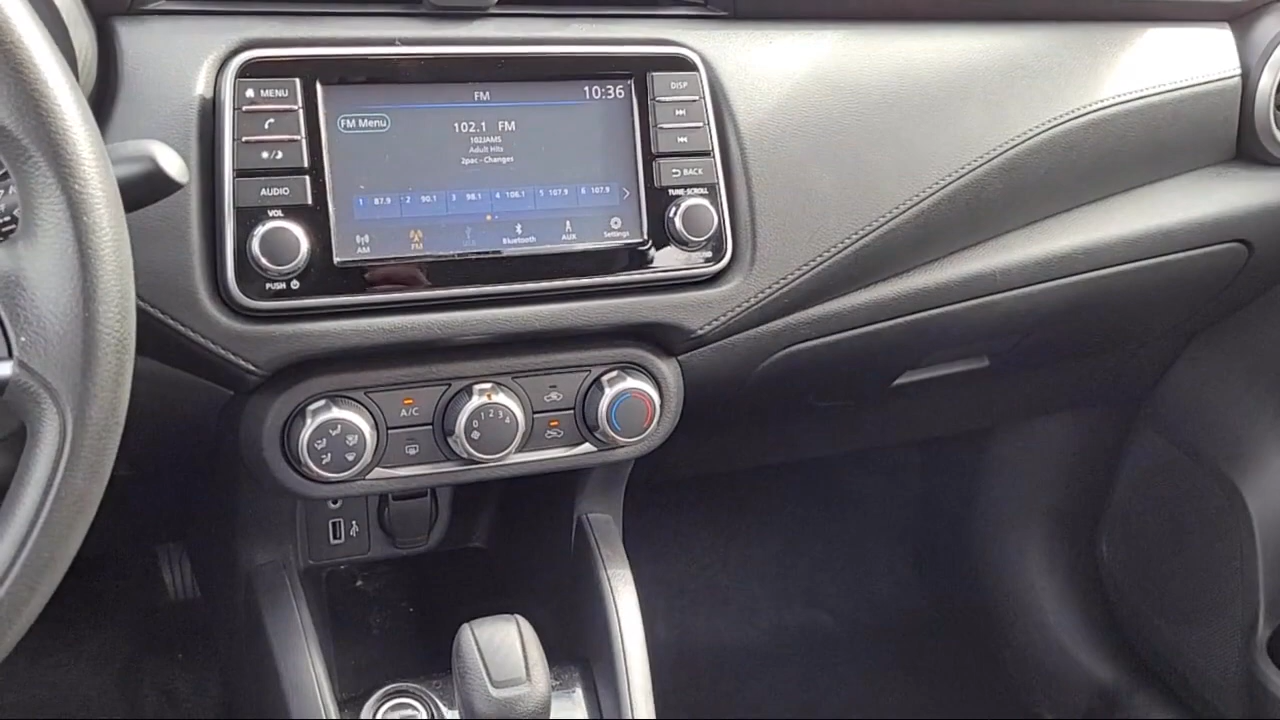 MENU
AUDIO
VOL
PUSH
FM
10:36
FM Menu
102.1 FM
102JAMS
Adult Hits
2pac - Changes
1 87.9 2 90.1 3 98.1 4 106.1 5 107.9 6 107.9
AM
FM
USB
Bluetooth
AUX
Settings
DISP
BACK
TUNE·SCROLL
A/C
0 1 2 3 4